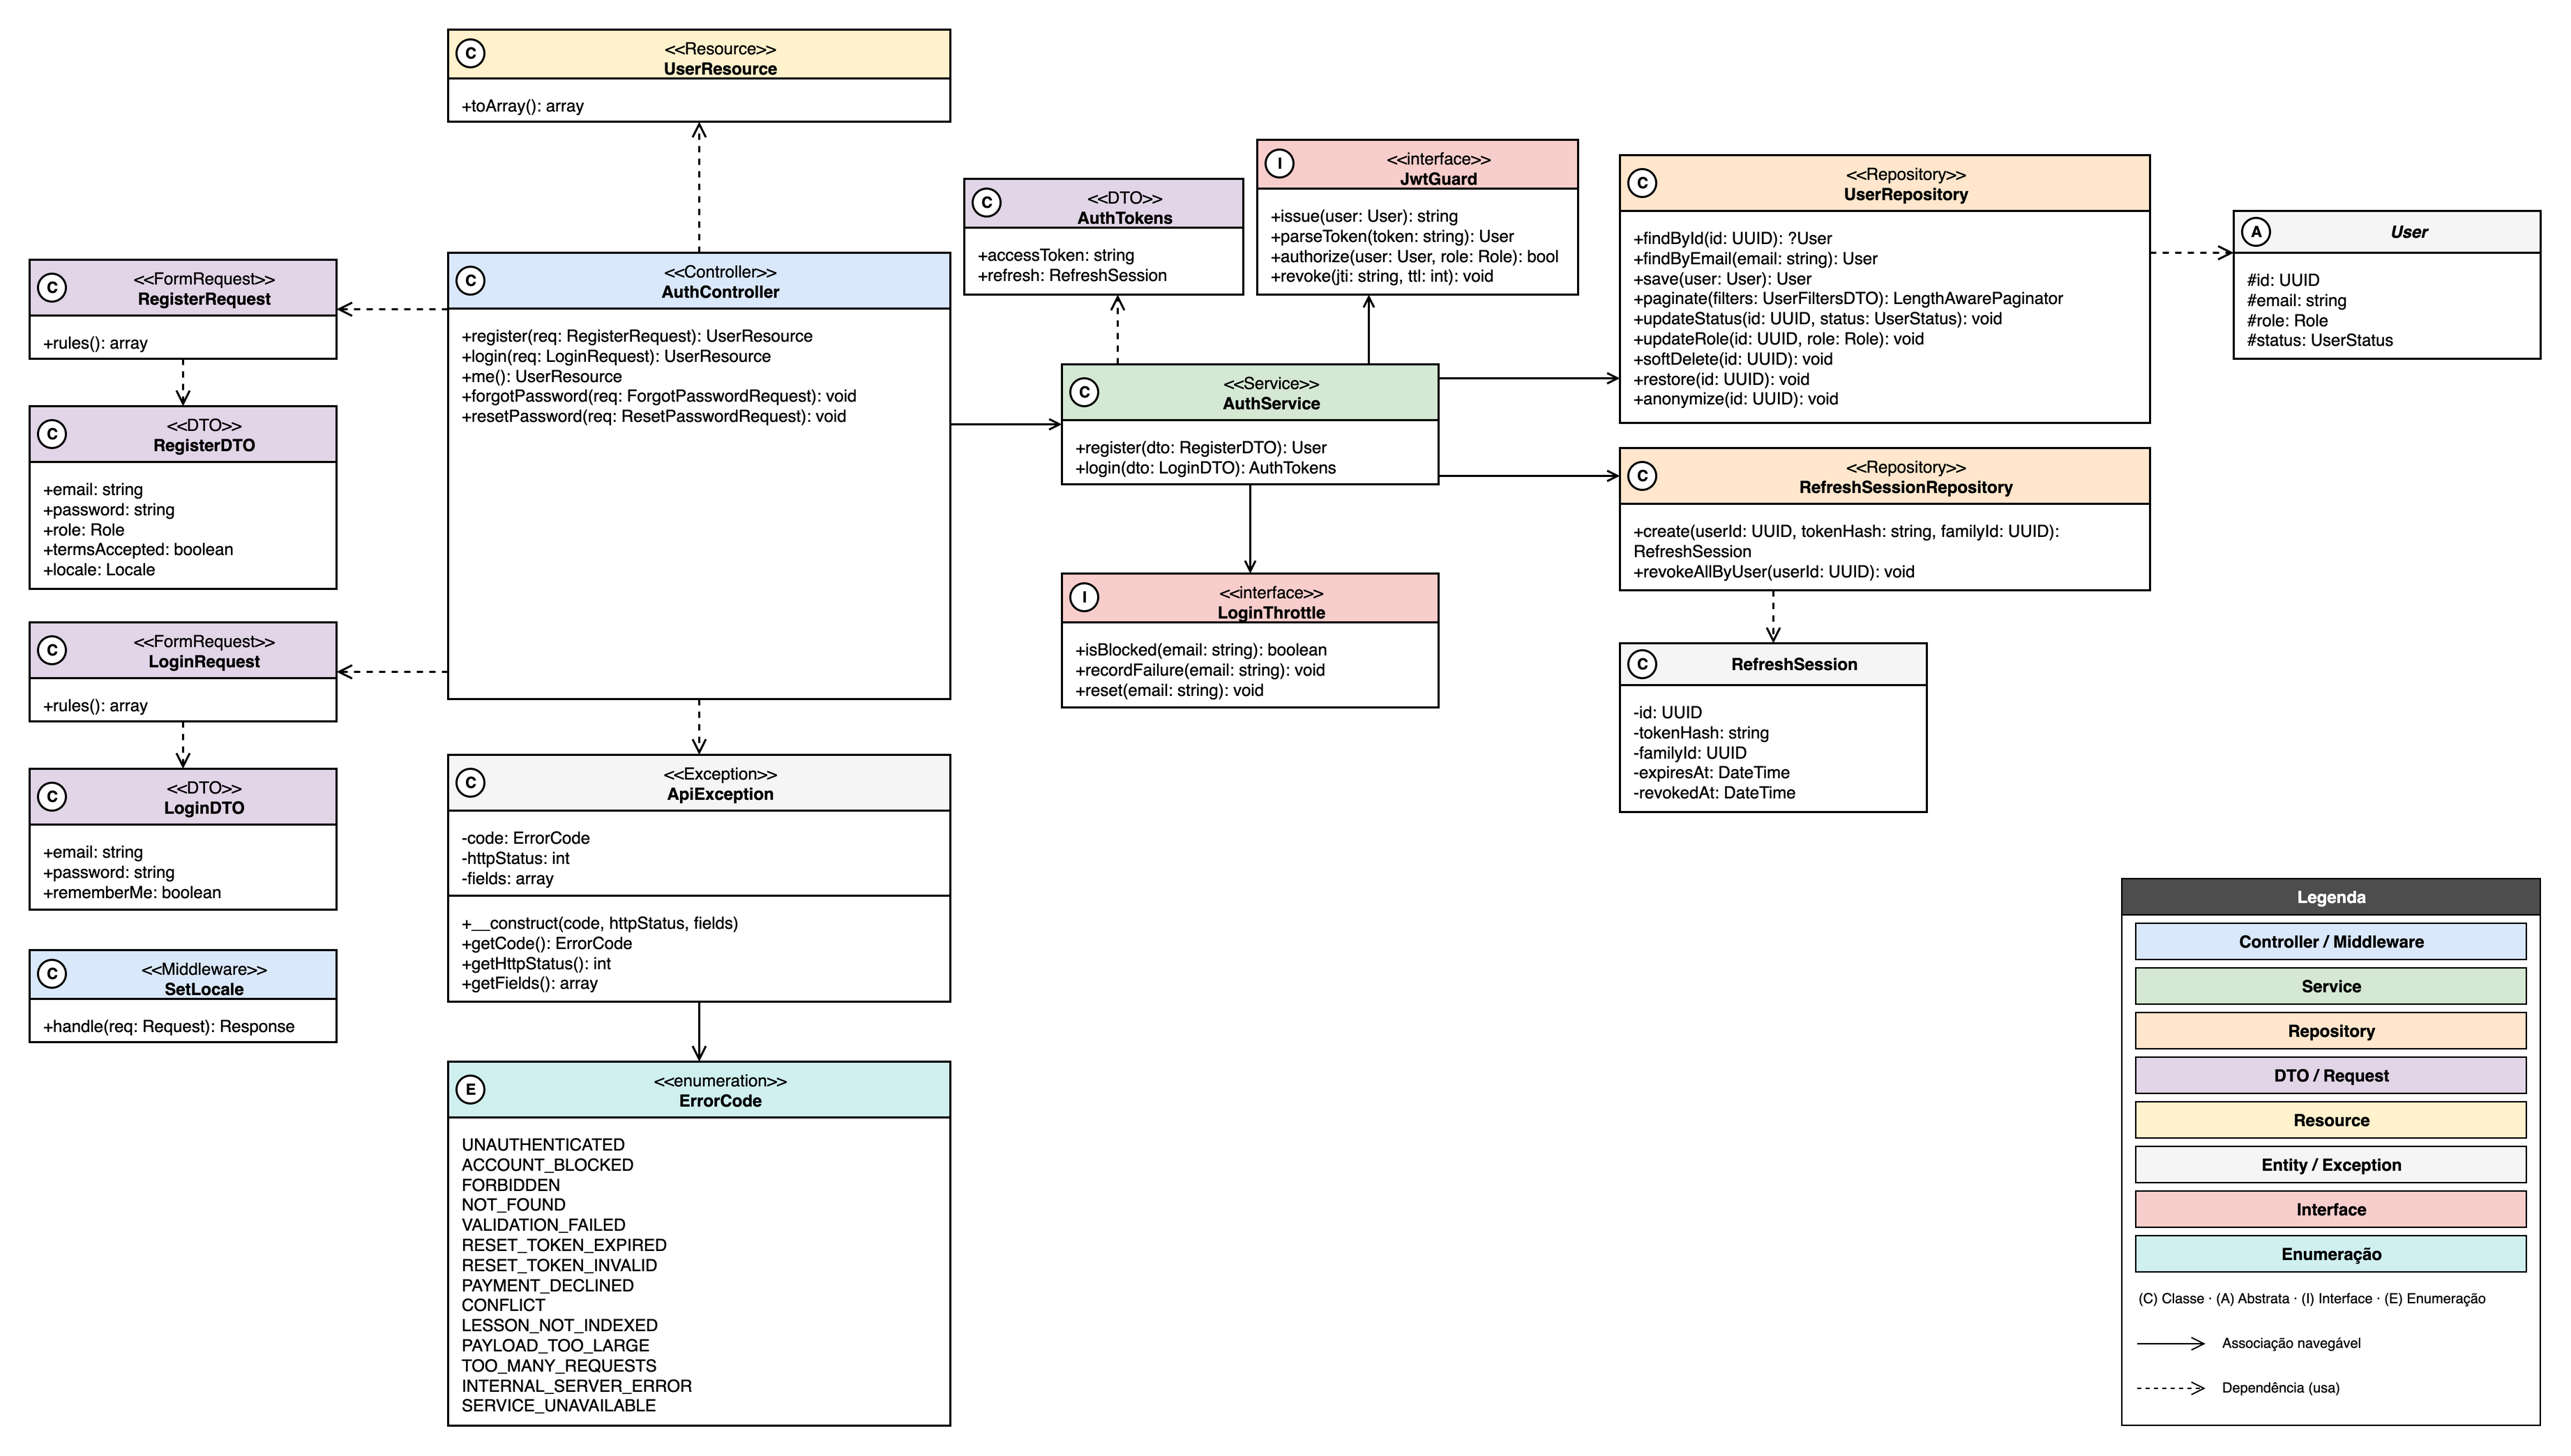 C
<<Resource>>
UserResource
+toArray(): array
C
<<FormRequest>>
RegisterRequest
+rules(): array
C
<<DTO>>
RegisterDTO
+email: string
+password: string
+role: Role
+termsAccepted: boolean
+locale: Locale
C
<<FormRequest>>
LoginRequest
+rules(): array
C
<<DTO>>
LoginDTO
+email: string
+password: string
+rememberMe: boolean
C
<<Middleware>>
SetLocale
+handle(req: Request): Response
C
<<Controller>>
AuthController
+register(req: RegisterRequest): UserResource
+login(req: LoginRequest): UserResource
+me(): UserResource
+forgotPassword(req: ForgotPasswordRequest): void
+resetPassword(req: ResetPasswordRequest): void
C
<<Exception>>
ApiException
-code: ErrorCode
-httpStatus: int
-fields: array
+__construct(code, httpStatus, fields)
+getCode(): ErrorCode
+getHttpStatus(): int
+getFields(): array
E
<<enumeration>>
ErrorCode
UNAUTHENTICATED
ACCOUNT_BLOCKED
FORBIDDEN
NOT_FOUND
VALIDATION_FAILED
RESET_TOKEN_EXPIRED
RESET_TOKEN_INVALID
PAYMENT_DECLINED
CONFLICT
LESSON_NOT_INDEXED
PAYLOAD_TOO_LARGE
TOO_MANY_REQUESTS
INTERNAL_SERVER_ERROR
SERVICE_UNAVAILABLE
C
<<DTO>>
AuthTokens
+accessToken: string
+refresh: RefreshSession
I
<<interface>>
JwtGuard
+issue(user: User): string
+parseToken(token: string): User
+authorize(user: User, role: Role): bool
+revoke(jti: string, ttl: int): void
C
<<Service>>
AuthService
+register(dto: RegisterDTO): User
+login(dto: LoginDTO): AuthTokens
I
<<interface>>
LoginThrottle
+isBlocked(email: string): boolean
+recordFailure(email: string): void
+reset(email: string): void
C
<<Repository>>
UserRepository
+findById(id: UUID): ?User
+findByEmail(email: string): User
+save(user: User): User
+paginate(filters: UserFiltersDTO): LengthAwarePaginator
+updateStatus(id: UUID, status: UserStatus): void
+updateRole(id: UUID, role: Role): void
+softDelete(id: UUID): void
+restore(id: UUID): void
+anonymize(id: UUID): void
C
<<Repository>>
RefreshSessionRepository
+create(userId: UUID, tokenHash: string, familyId: UUID):
RefreshSession
+revokeAllByUser(userId: UUID): void
C
RefreshSession
-id: UUID
-tokenHash: string
-familyId: UUID
-expiresAt: DateTime
-revokedAt: DateTime
A
User
#id: UUID
#email: string
#role: Role
#status: UserStatus
Legenda
Controller / Middleware
Service
Repository
DTO / Request
Resource
Entity / Exception
Interface
Enumeração
(C) Classe · (A) Abstrata · (I) Interface · (E) Enumeração
Associação navegável
Dependência (usa)